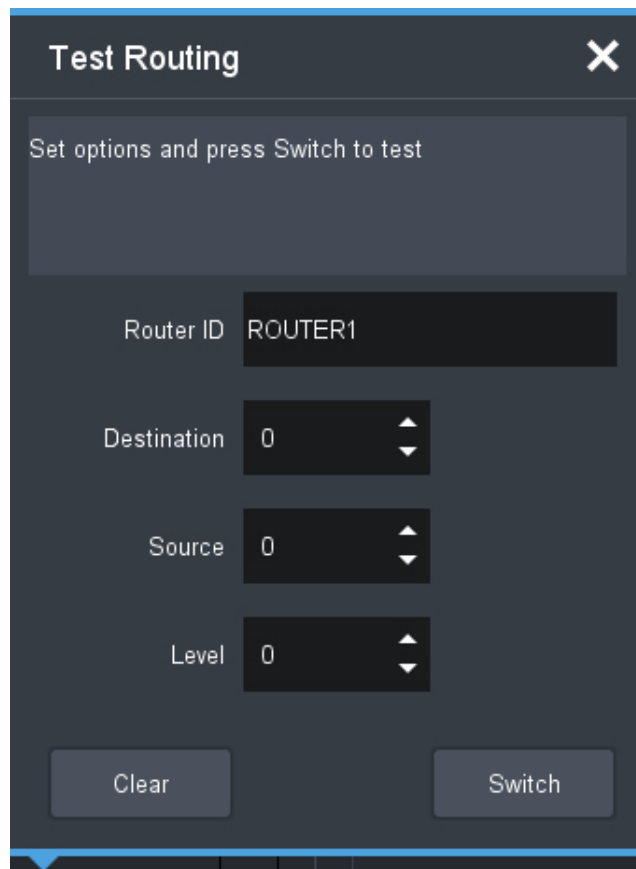 Test Routing
Set options and press Switch to test
Router ID ROUTER1
Destination 0
Source 0
Level 0
Clear Switch